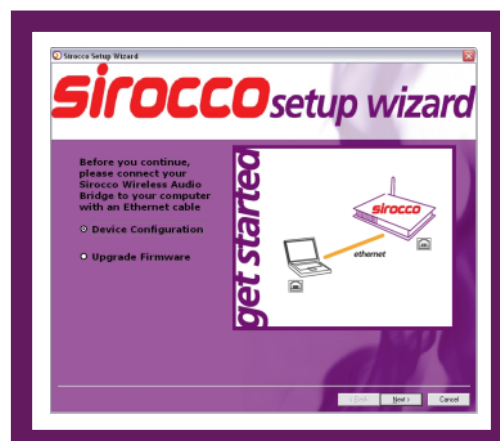 Sirocco Setup Wizard
sirocco setup wizard
Before you continue,
please connect your
Sirocco Wireless Audio
Bridge to your computer
with an Ethernet cable
Device Configuration
Upgrade Firmware
get started
sirocco
ethernet
< Back Next > Cancel